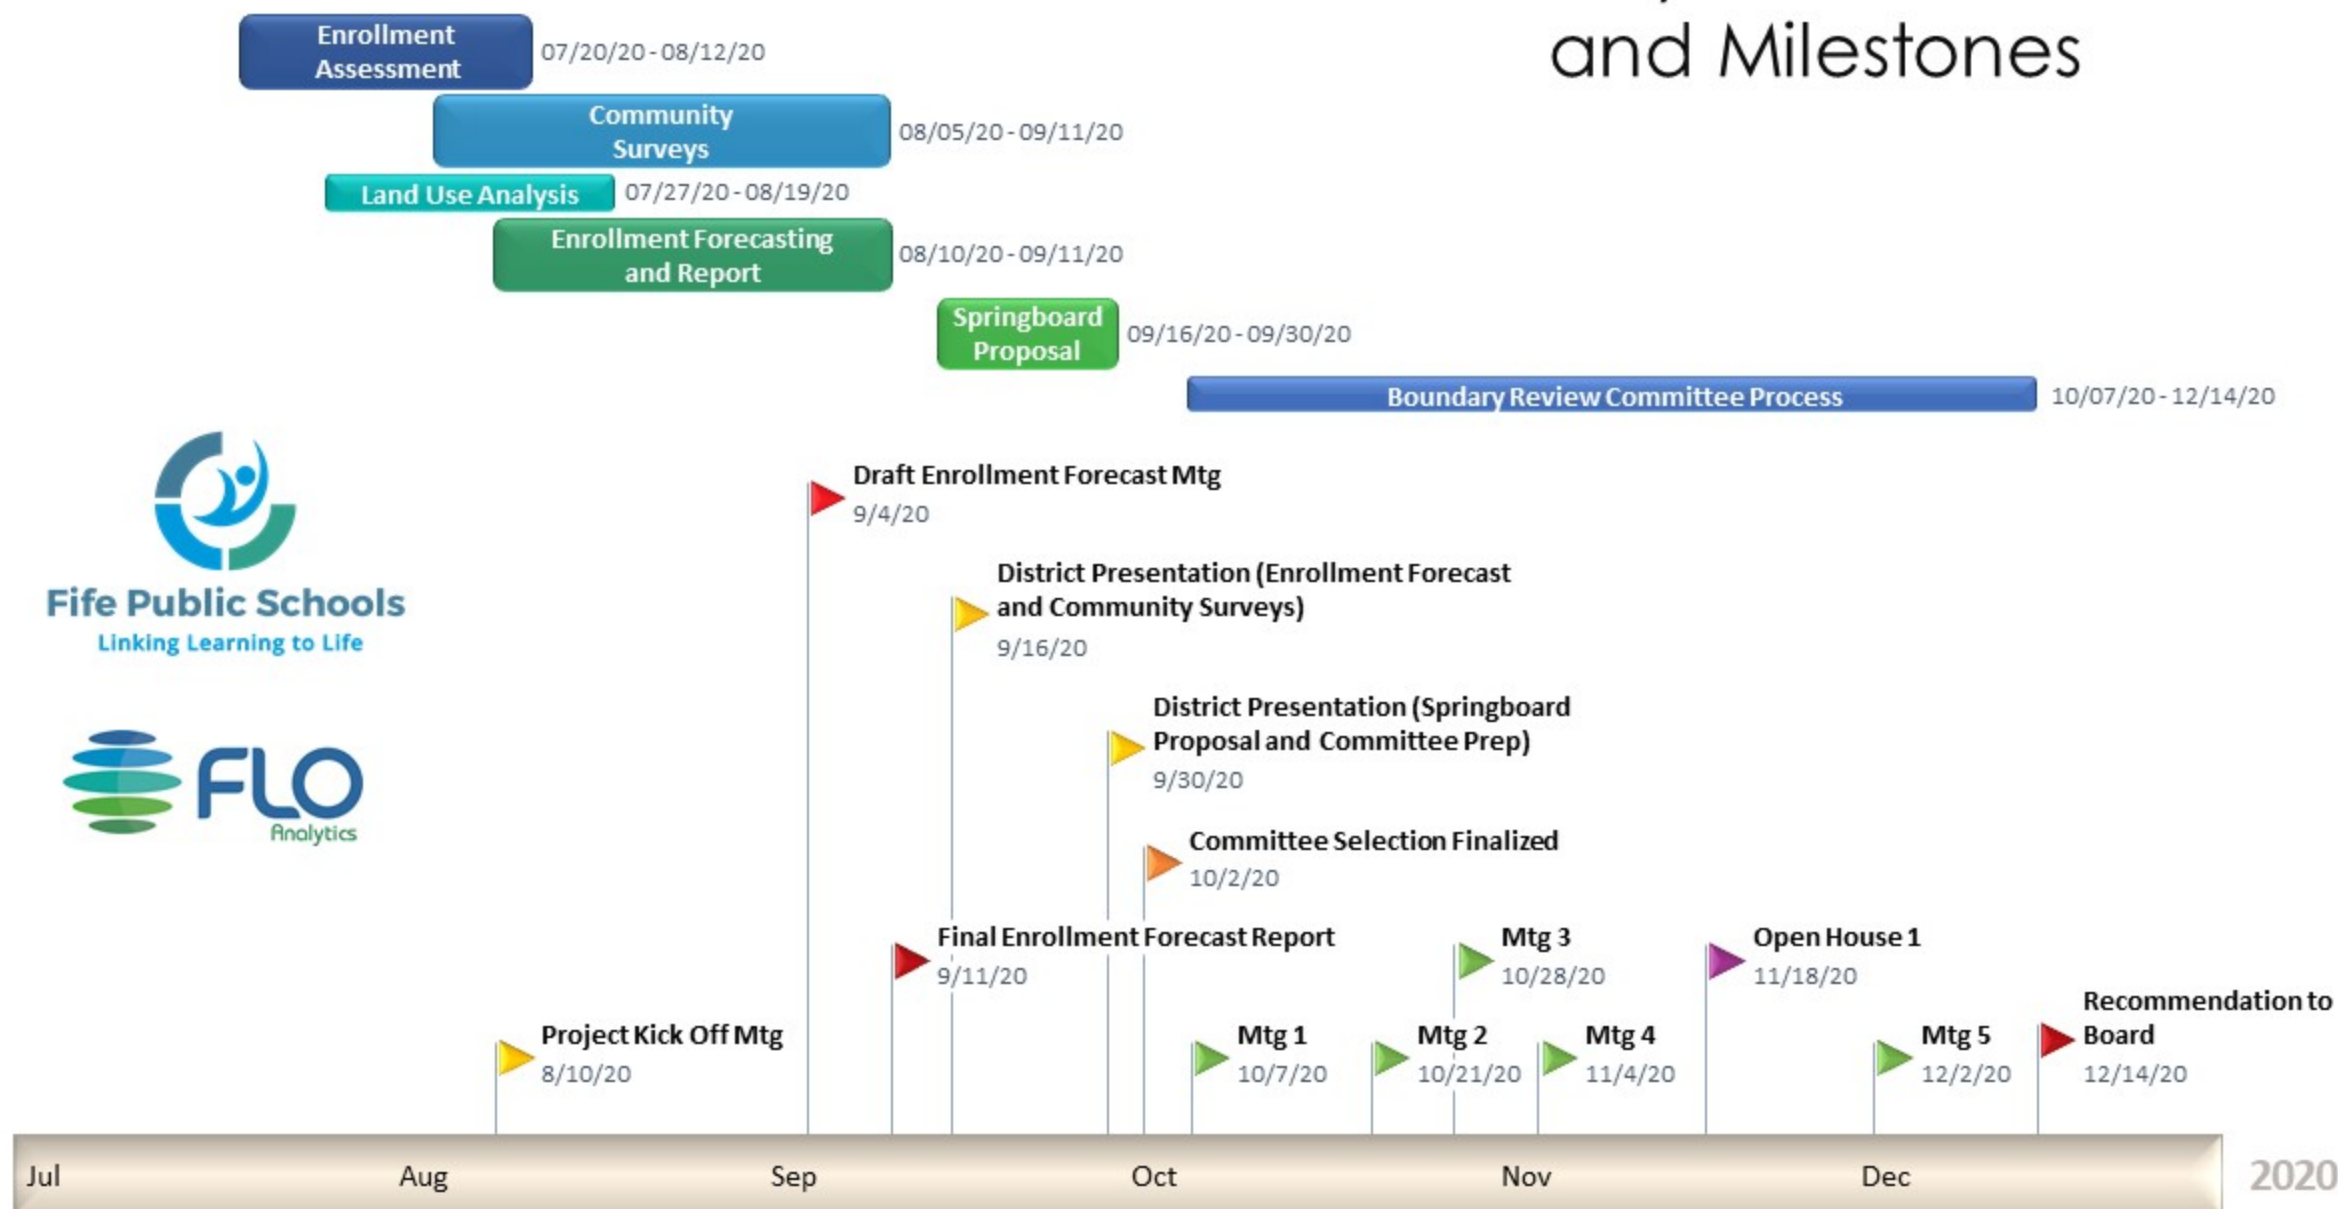 and Milestones
Enrollment
Assessment
07/20/20 - 08/12/20
Community
Surveys
08/05/20 - 09/11/20
Land Use Analysis
07/27/20 - 08/19/20
Enrollment Forecasting
and Report
08/10/20 - 09/11/20
Springboard
Proposal
09/16/20 - 09/30/20
Boundary Review Committee Process
10/07/20 - 12/14/20
Fife Public Schools
Linking Learning to Life
FLO
Analytics
Draft Enrollment Forecast Mtg
9/4/20
District Presentation (Enrollment Forecast
and Community Surveys)
9/16/20
District Presentation (Springboard
Proposal and Committee Prep)
9/30/20
Committee Selection Finalized
10/2/20
Final Enrollment Forecast Report
9/11/20
Mtg 3
10/28/20
Open House 1
11/18/20
Recommendation to
Board
12/14/20
Project Kick Off Mtg
8/10/20
Mtg 1
10/7/20
Mtg 2
10/21/20
Mtg 4
11/4/20
Mtg 5
12/2/20
Jul
Aug
Sep
Oct
Nov
Dec
2020